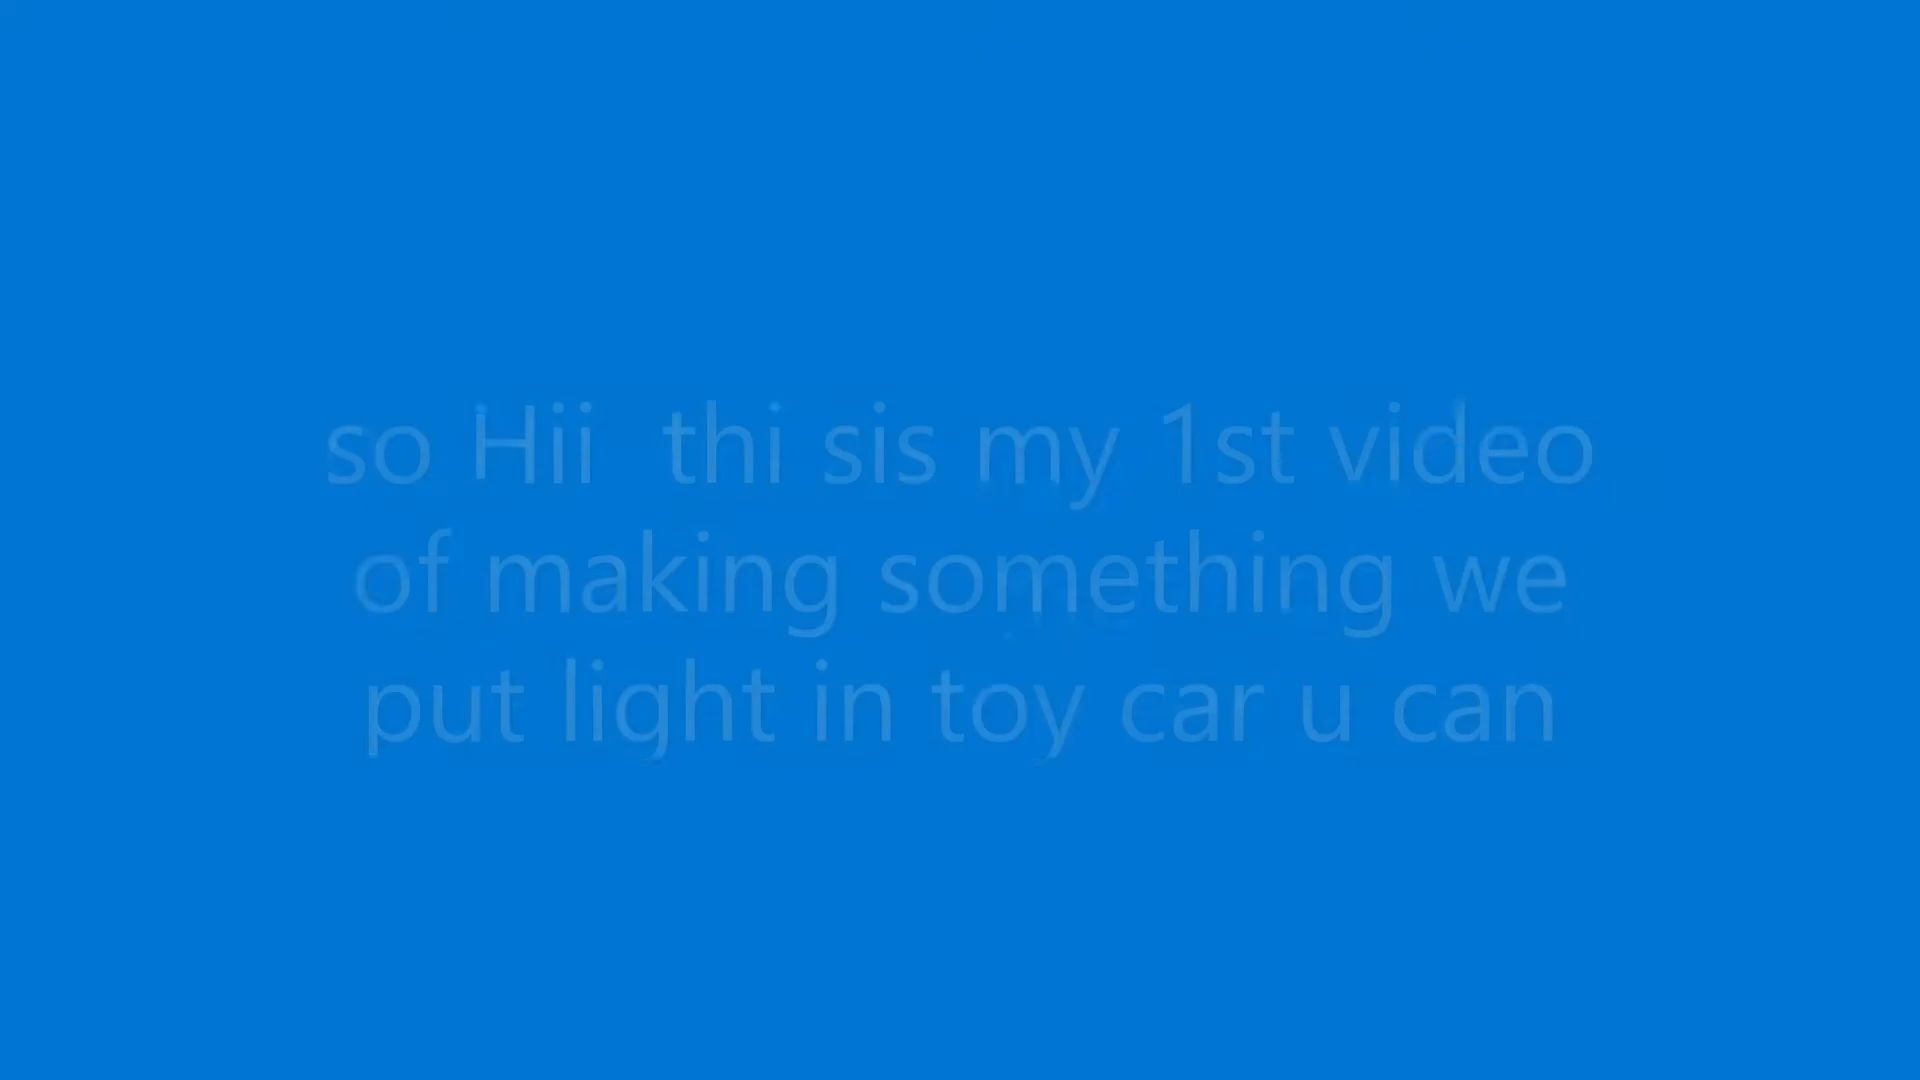 so Hii  thi sis my 1st video
of making something we
put light in toy car u can